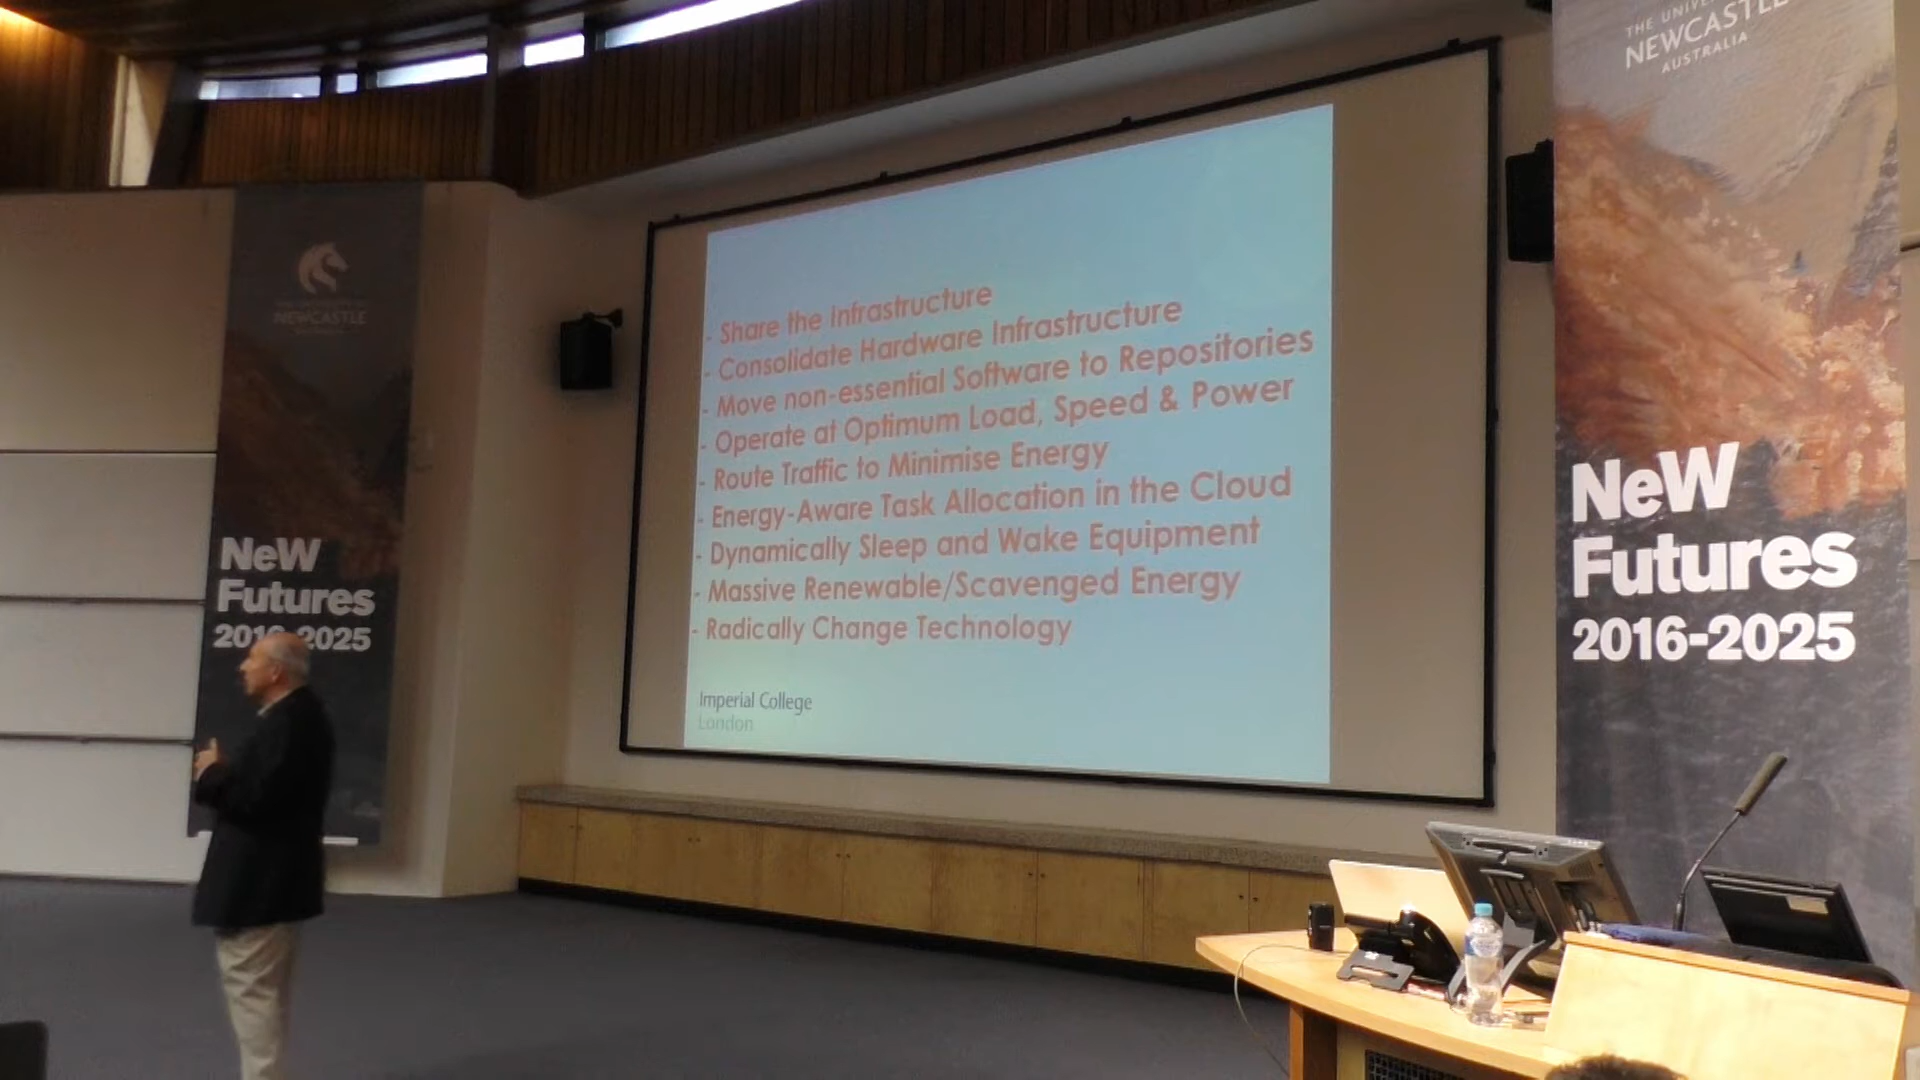 - Share the Infrastructure
- Consolidate Hardware Infrastructure
- Move non-essential Software to Repositories
- Operate at Optimum Load, Speed & Power
- Route Traffic to Minimise Energy
- Energy-Aware Task Allocation in the Cloud
- Dynamically Sleep and Wake Equipment
- Massive Renewable/Scavenged Energy
- Radically Change Technology
Imperial College
London
NEWCASTLE
NeW
Futures
2016-2025
THE
NEWCASTLE
AUSTRALIA
NeW
Futures
2016-2025